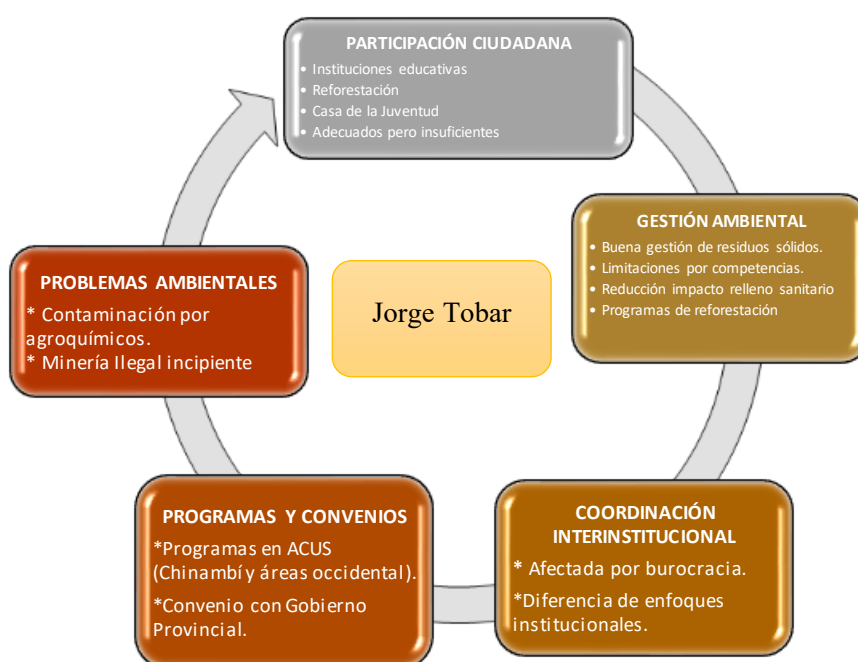 PARTICIPACIÓN CIUDADANA
• Instituciones educativas
• Reforestación
• Casa de la Juventud
• Adecuados pero insuficientes
GESTIÓN AMBIENTAL
• Buena gestión de residuos sólidos.
• Limitaciones por competencias.
• Reducción impacto relleno sanitario
• Programas de reforestación
COORDINACIÓN
INTERINSTITUCIONAL
* Afectada por burocracia.
*Diferencia de enfoques
institucionales.
PROGRAMAS Y CONVENIOS
*Programas en ACUS
(Chinambí y áreas occidental).
*Convenio con Gobierno
Provincial.
PROBLEMAS AMBIENTALES
* Contaminación por
agroquímicos.
* Minería Ilegal incipiente
Jorge Tobar